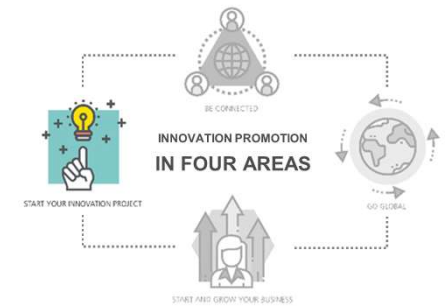 BE CONNECTED
INNOVATION PROMOTION
IN FOUR AREAS
START YOUR INNOVATION PROJECT
GO GLOBAL
START AND GROW YOUR BUSINESS